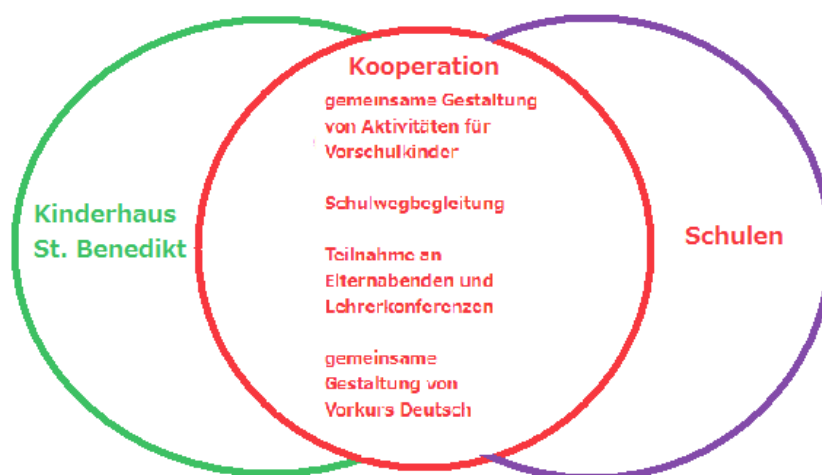 Kooperation
gemeinsame Gestaltung
von Aktivitäten für
Vorschulkinder
Schulwegbegleitung
Teilnahme an
Elternabenden und
Lehrerkonferenzen
gemeinsame
Gestaltung von
Vorkurs Deutsch
Kinderhaus
St. Benedikt
Schulen